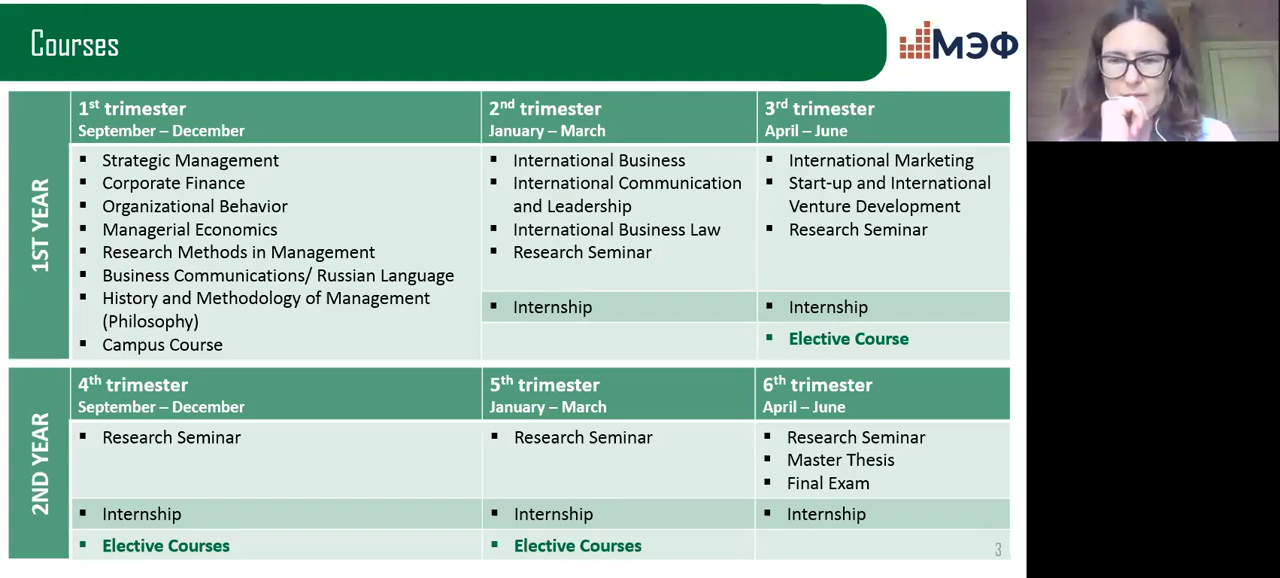 Courses
МЭФ
1ST YEAR
1st trimester
September – December
2nd trimester
January – March
3rd trimester
April – June
▪ Strategic Management
▪ Corporate Finance
▪ Organizational Behavior
▪ Managerial Economics
▪ Research Methods in Management
▪ Business Communications/ Russian Language
▪ History and Methodology of Management
(Philosophy)
▪ Campus Course
▪ International Business
▪ International Communication
and Leadership
▪ International Business Law
▪ Research Seminar
▪ Internship
▪ International Marketing
▪ Start-up and International
Venture Development
▪ Research Seminar
▪ Internship
▪ Elective Course
2ND YEAR
4th trimester
September – December
5th trimester
January – March
6th trimester
April – June
▪ Research Seminar
▪ Internship
▪ Elective Courses
▪ Research Seminar
▪ Internship
▪ Elective Courses
▪ Research Seminar
▪ Master Thesis
▪ Final Exam
▪ Internship
3